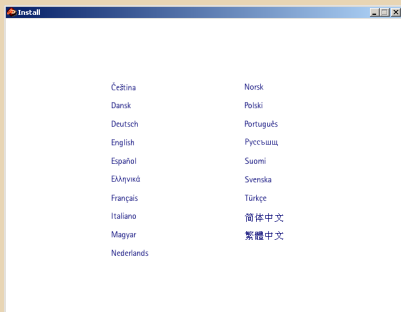 Install
Čeština
Dansk
Deutsch
English
Español
Ελληνικά
Français
Italiano
Magyar
Nederlands
Norsk
Polski
Português
Руссъшщ
Suomi
Svenska
Türkçe
简体中文
繁體中文